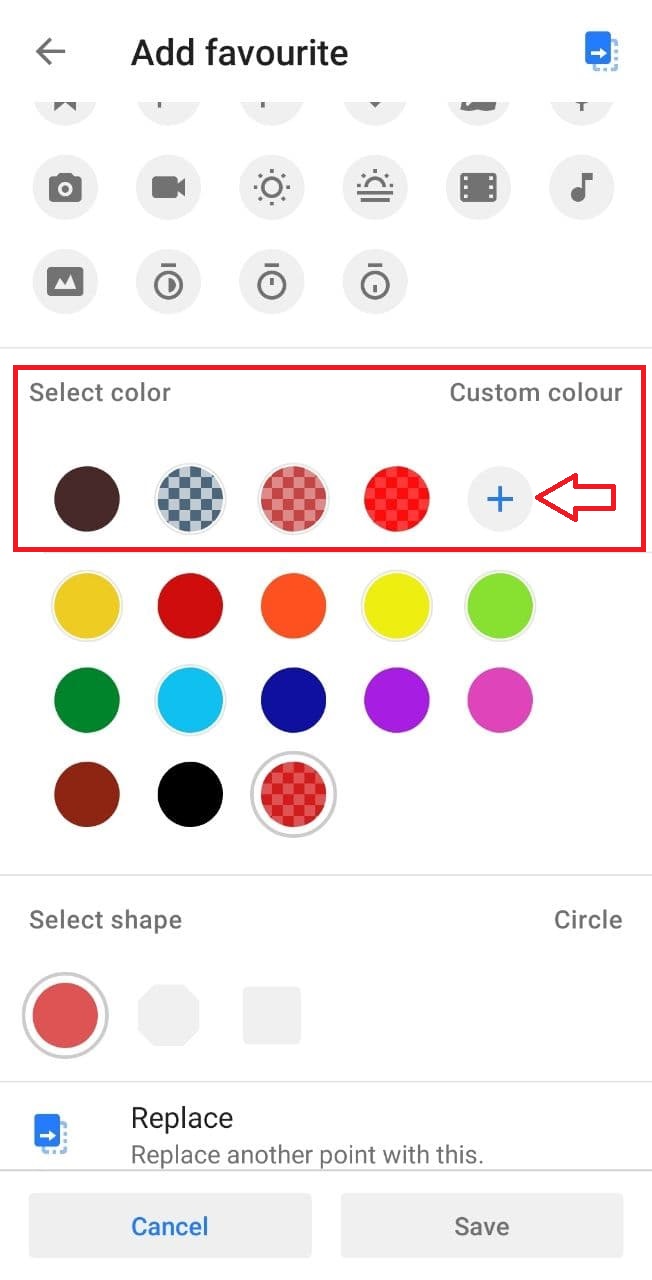 Add favourite
Select color
Custom colour
Select shape
Circle
Replace
Replace another point with this.
Cancel
Save